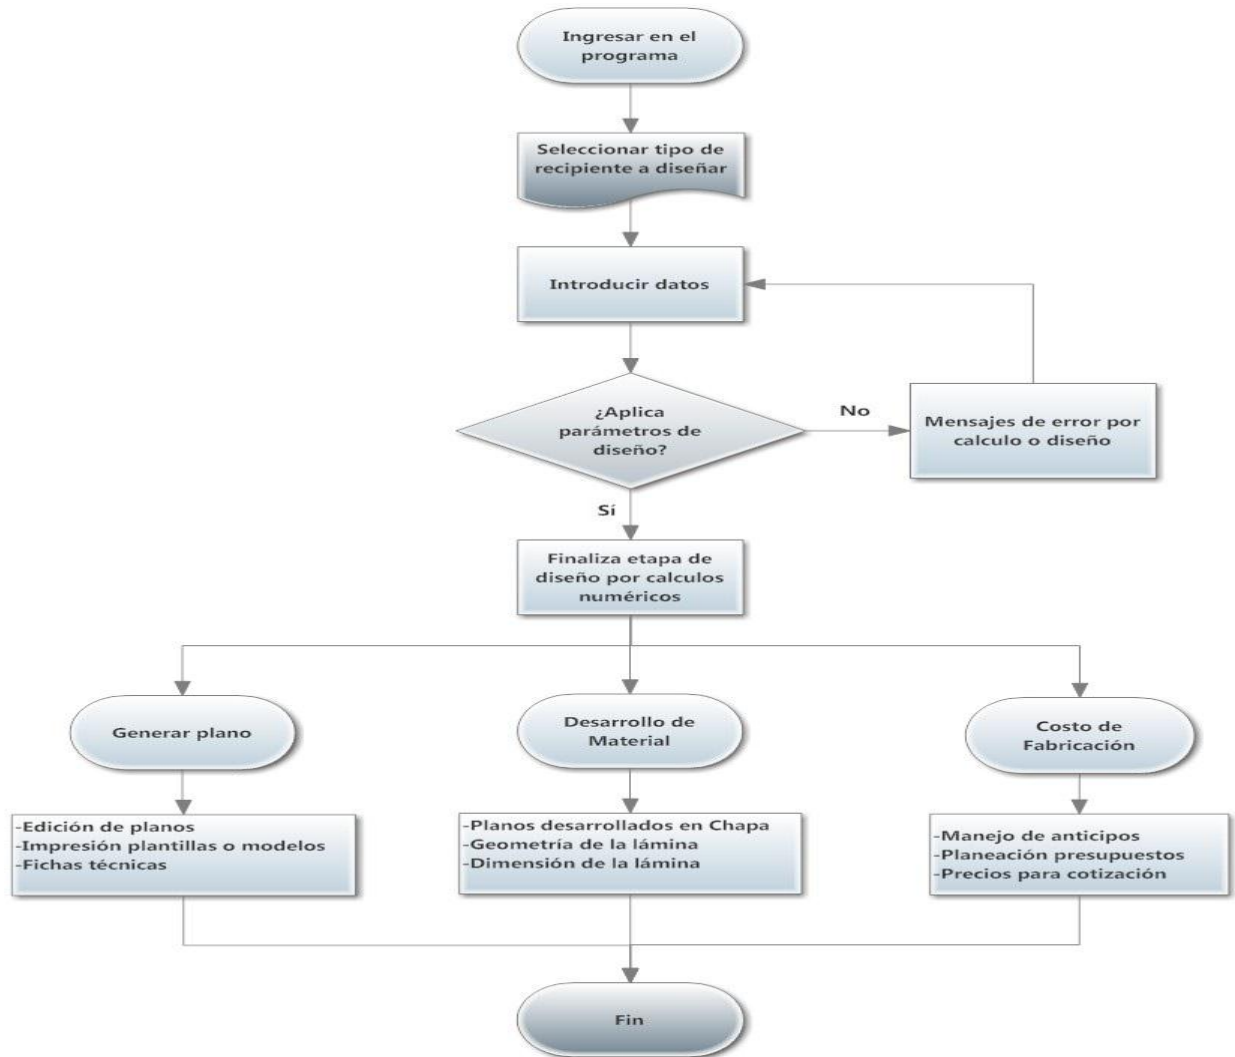 Ingresar en el
programa
Seleccionar tipo de
recipiente a diseñar
Introducir datos
¿Aplica
parámetros de
diseño?
No
Mensajes de error por
calculo o diseño
Sí
Finaliza etapa de
diseño por calculos
numéricos
Generar plano
Desarrollo de
Material
Costo de
Fabricación
-Edición de planos
-Impresión plantillas o modelos
-Fichas técnicas
-Planos desarrollados en Chapa
-Geometría de la lámina
-Dimensión de la lámina
-Manejo de anticipos
-Planeación presupuestos
-Precios para cotización
Fin